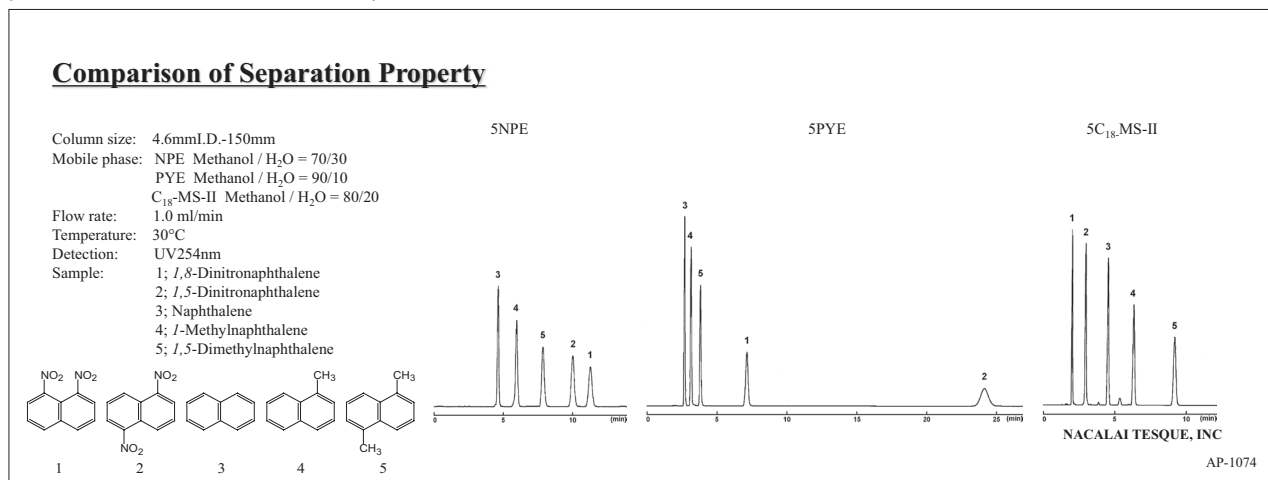 Comparison of Separation Property
Column size: 4.6mmI.D.-150mm
Mobile phase: NPE Methanol / H₂O = 70/30
PYE Methanol / H₂O = 90/10
C₁₈-MS-II Methanol / H₂O = 80/20
Flow rate: 1.0 ml/min
Temperature: 30°C
Detection: UV254nm
Sample: 1; 1,8-Dinitronaphthalene
2; 1,5-Dinitronaphthalene
3; Naphthalene
4; 1-Methylnaphthalene
5; 1,5-Dimethylnaphthalene
NO₂ NO₂ NO₂ CH₃ CH₃
NO₂ CH₃
1 2 3 4 5
5NPE
3 4 5 2 1
5 10 (min)
5PYE
3
4
5
1
2
0 5 10 15 20 25 (min)
5C₁₈-MS-II
1
2
3
4
5
0 5 10 (min)
NACALAI TESQUE, INC
AP-1074